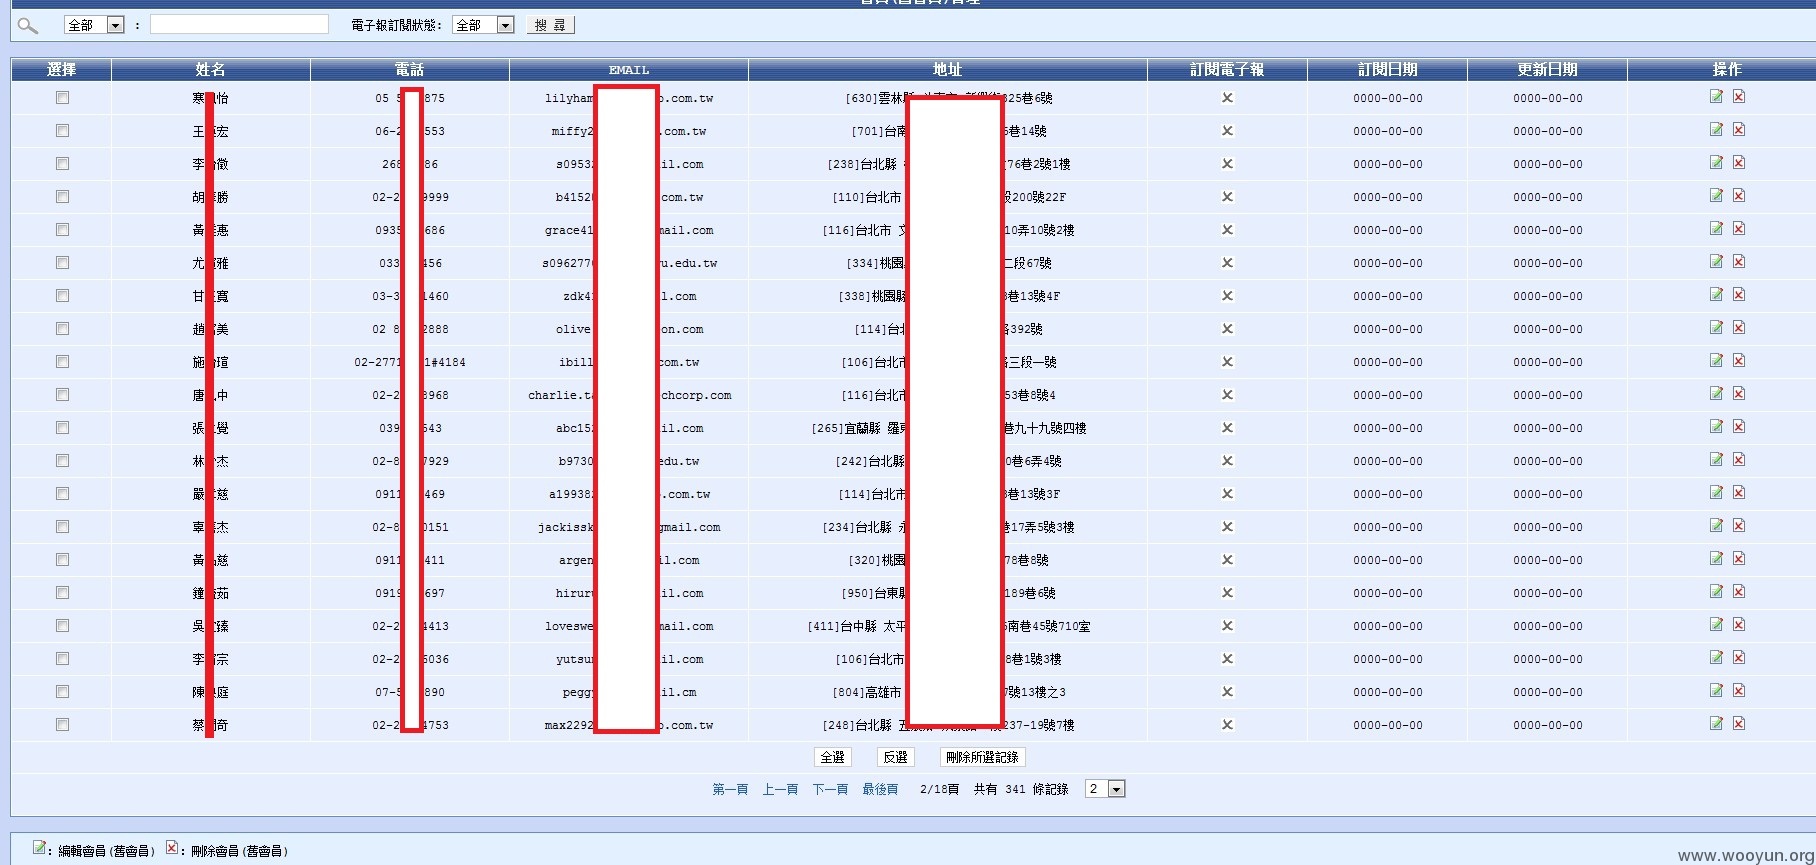 全部 : 電子報訂閱狀態: 全部 搜 尋
選擇 姓名 電話 EMAIL 地址 訂閱電子報 訂閱日期 更新日期 操作
寒 怡 05 5 875 lilyham .com.tw [630]雲林縣 325巷6號 0000-00-00 0000-00-00
王 宏 06-2 553 miffy2 .com.tw [701]台南 巷14號 0000-00-00 0000-00-00
李 徵 268 86 s0953 il.com [238]台北縣 76巷2號1樓 0000-00-00 0000-00-00
胡 勝 02-2 9999 b4152 com.tw [110]台北市 段200號22F 0000-00-00 0000-00-00
黃 惠 0935 686 grace41 mail.com [116]台北市 文 10弄10號2樓 0000-00-00 0000-00-00
尤 雅 033 456 s096277 u.edu.tw [334]桃園 二段67號 0000-00-00 0000-00-00
甘 寬 03-3 1460 zdk4 l.com [338]桃園縣 巷13號4F 0000-00-00 0000-00-00
趙 美 02 8 2888 olive on.com [114]台北 路392號 0000-00-00 0000-00-00
施 瑄 02-2771 1#4184 ibill com.tw [106]台北市 路三段一號 0000-00-00 0000-00-00
唐 中 02-2 8968 charlie.t chcorp.com [116]台北市 53巷8號4 0000-00-00 0000-00-00
張 覺 039 543 abc15 il.com [265]宜蘭縣 羅東 巷九十九號四樓 0000-00-00 0000-00-00
林 杰 02-8 7929 b9730 edu.tw [242]台北縣 0巷6弄4號 0000-00-00 0000-00-00
嚴 慈 0911 469 a19938 .com.tw [114]台北市 巷13號3F 0000-00-00 0000-00-00
辜 杰 02-8 0151 jackissk gmail.com [234]台北縣 永 巷17弄5號3樓 0000-00-00 0000-00-00
黃 慈 0911 411 argen il.com [320]桃園 78巷8號 0000-00-00 0000-00-00
鐘 茹 0919 697 hirur il.com [950]台東縣 189巷6號 0000-00-00 0000-00-00
吳 臻 02-2 4413 loveswe mail.com [411]台中縣 太平 南巷45號710室 0000-00-00 0000-00-00
李 宗 02-2 6036 yutsu il.com [106]台北市 8巷1號3樓 0000-00-00 0000-00-00
陳 庭 07-5 890 peggy il.cm [804]高雄市 7號13樓之3 0000-00-00 0000-00-00
蔡 奇 02-2 4753 max2292 .com.tw [248]台北縣 五 237-19號7樓 0000-00-00 0000-00-00
全選 反選 刪除所選記錄
第一頁 上一頁 下一頁 最後頁 2/18頁 共有 341 條記錄 2
: 編輯會員(舊會員) : 刪除會員(舊會員)
www.wooyun.org